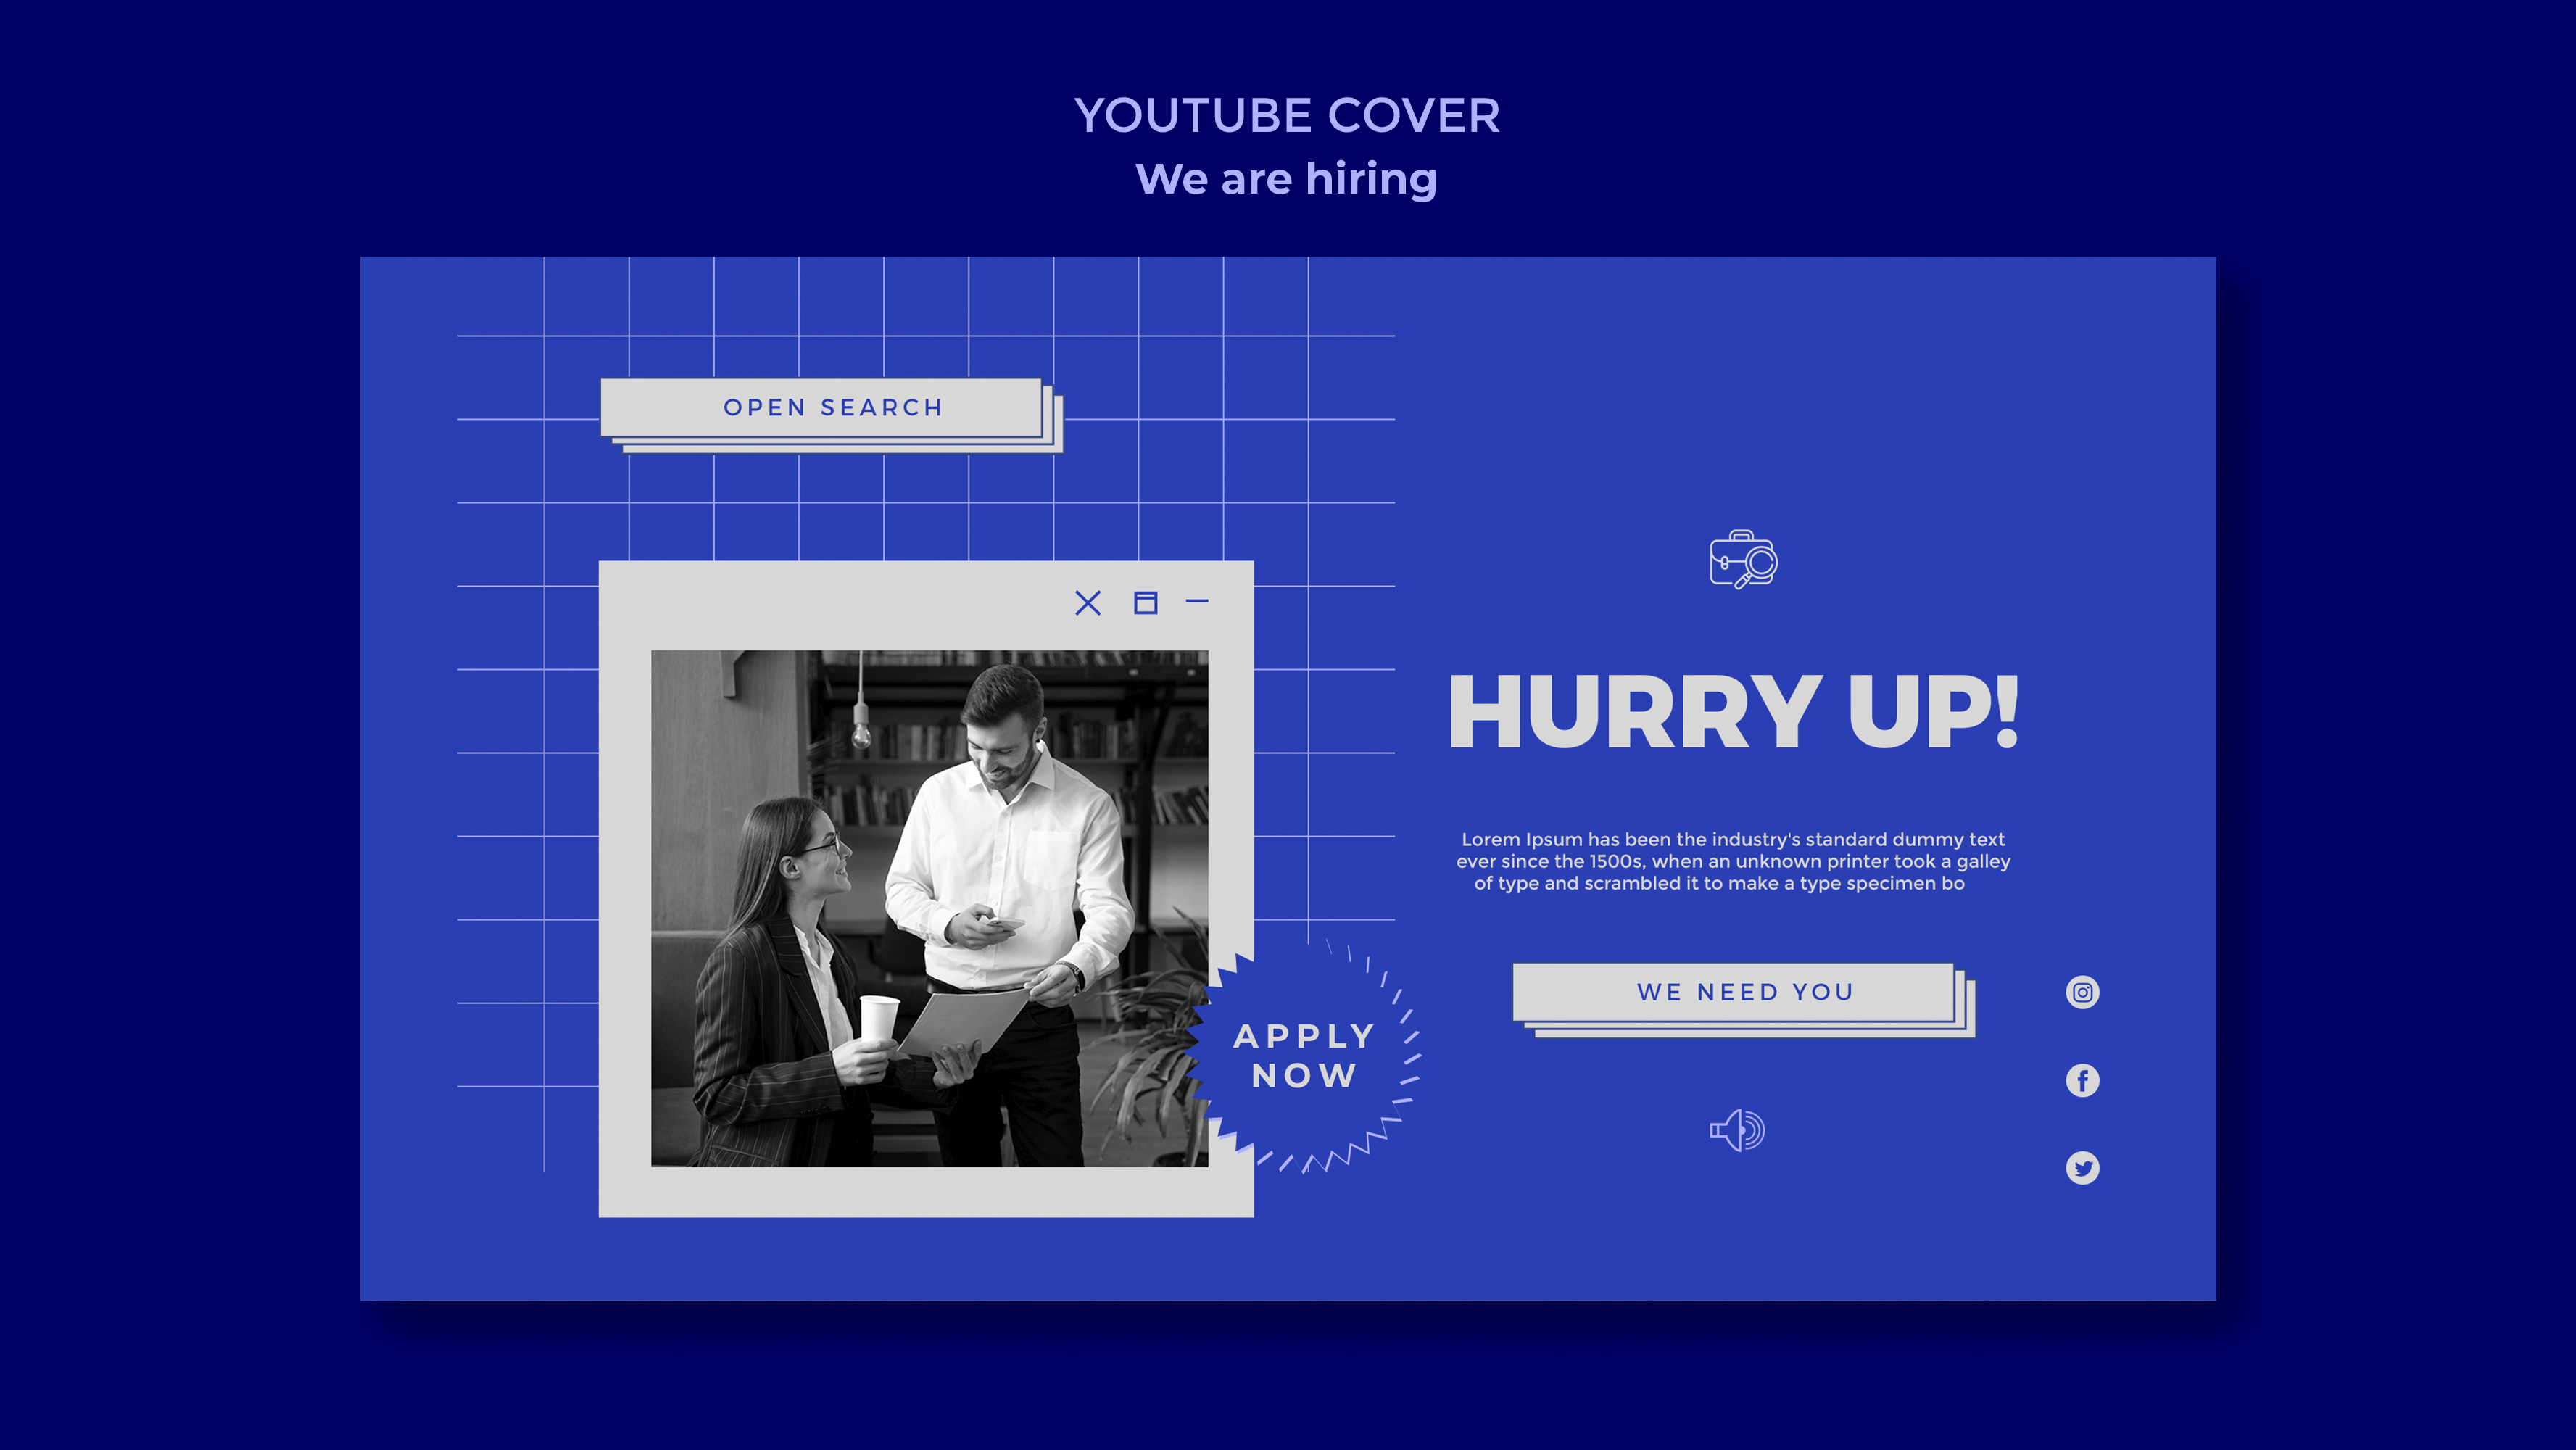 YOUTUBE COVER
We are hiring
OPEN SEARCH
HURRY UP!
Lorem Ipsum has been the industry's standard dummy text
ever since the 1500s, when an unknown printer took a galley
of type and scrambled it to make a type specimen bo
WE NEED YOU
APPLY
NOW